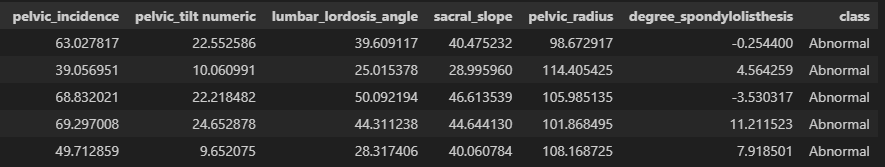 pelvic_incidence pelvic_tilt numeric lumbar_lordosis_angle sacral_slope pelvic_radius degree_spondylolisthesis class
63.027817 22.552586 39.609117 40.475232 98.672917 -0.254400 Abnormal
39.056951 10.060991 25.015378 28.995960 114.405425 4.564259 Abnormal
68.832021 22.218482 50.092194 46.613539 105.985135 -3.530317 Abnormal
69.297008 24.652878 44.311238 44.644130 101.868495 11.211523 Abnormal
49.712859 9.652075 28.317406 40.060784 108.168725 7.918501 Abnormal